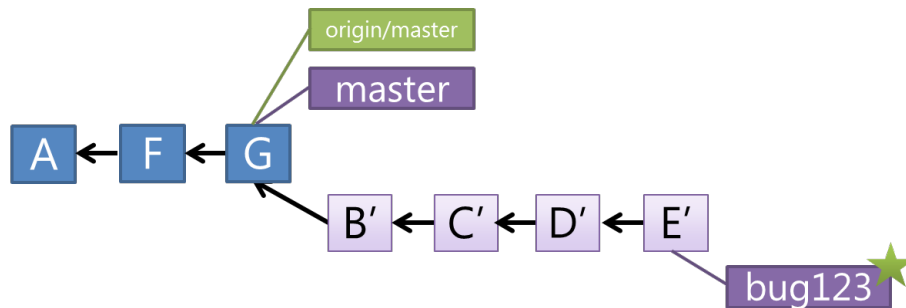 origin/master
master
A
F
G
B’
C’
D’
E’
bug123